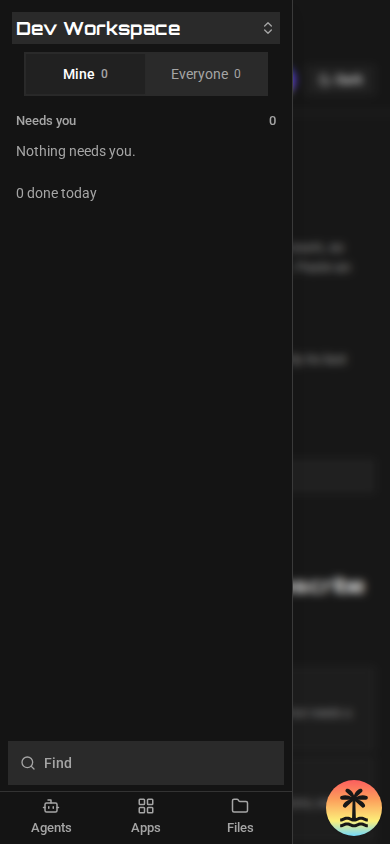 Dev Workspace
Mine 0 Everyone 0
Needs you 0
Nothing needs you.
0 done today
Find
Agents Apps Files